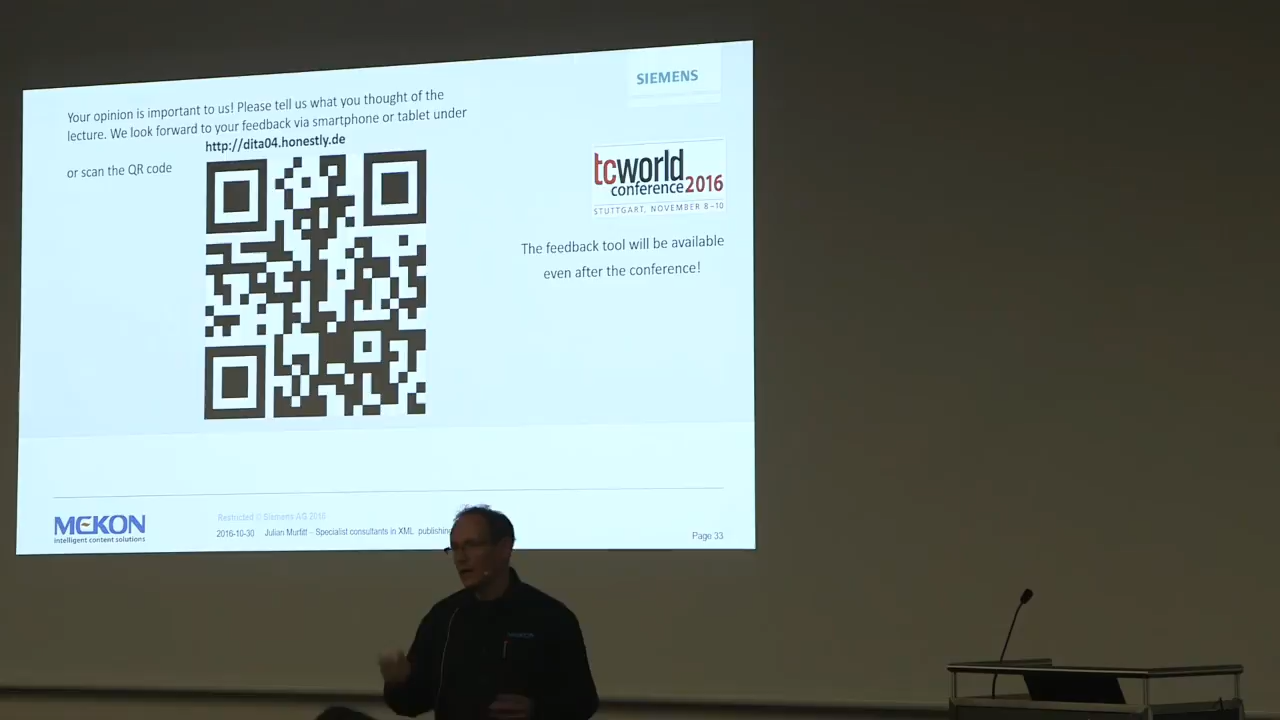 SIEMENS
Your opinion is important to us! Please tell us what you thought of the
lecture. We look forward to your feedback via smartphone or tablet under
http://dita04.honestly.de
or scan the QR code
tcworld
conference2016
STUTTGART, NOVEMBER 8–10
The feedback tool will be available
even after the conference!
MEKON
intelligent content solutions
Restricted © Siemens AG 2016
2016-10-30 Julian Murfitt – Specialist consultants in XML publishing
Page 33